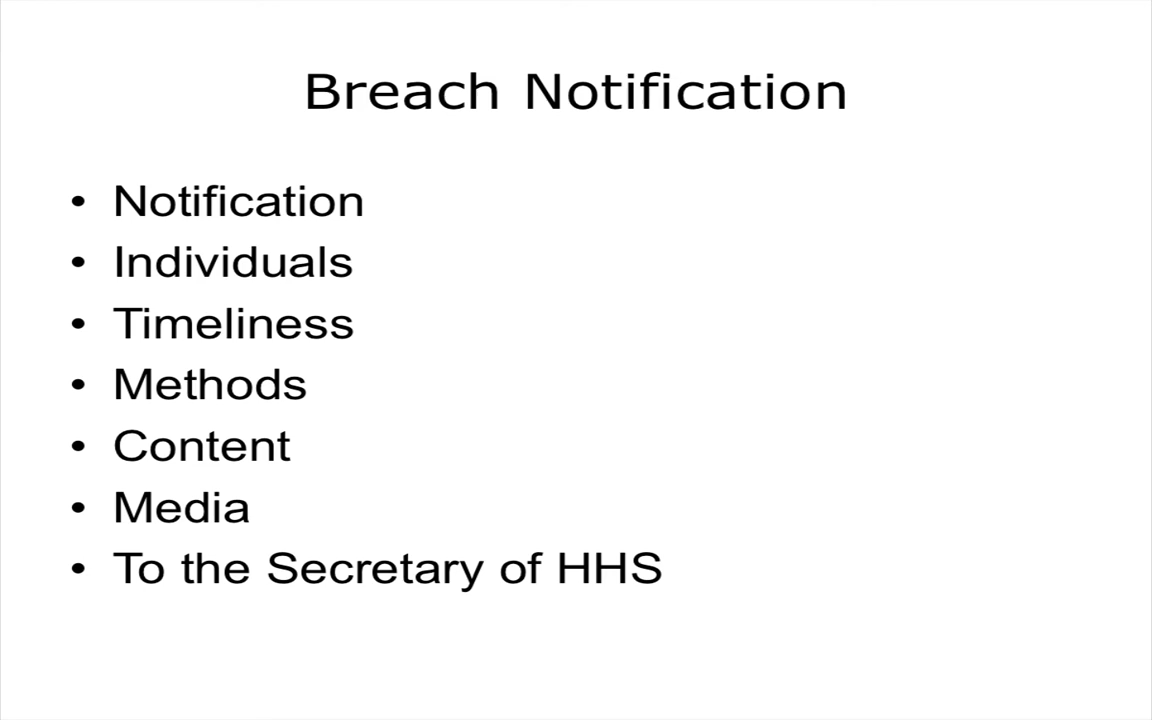 Breach Notification
• Notification
• Individuals
• Timeliness
• Methods
• Content
• Media
• To the Secretary of HHS